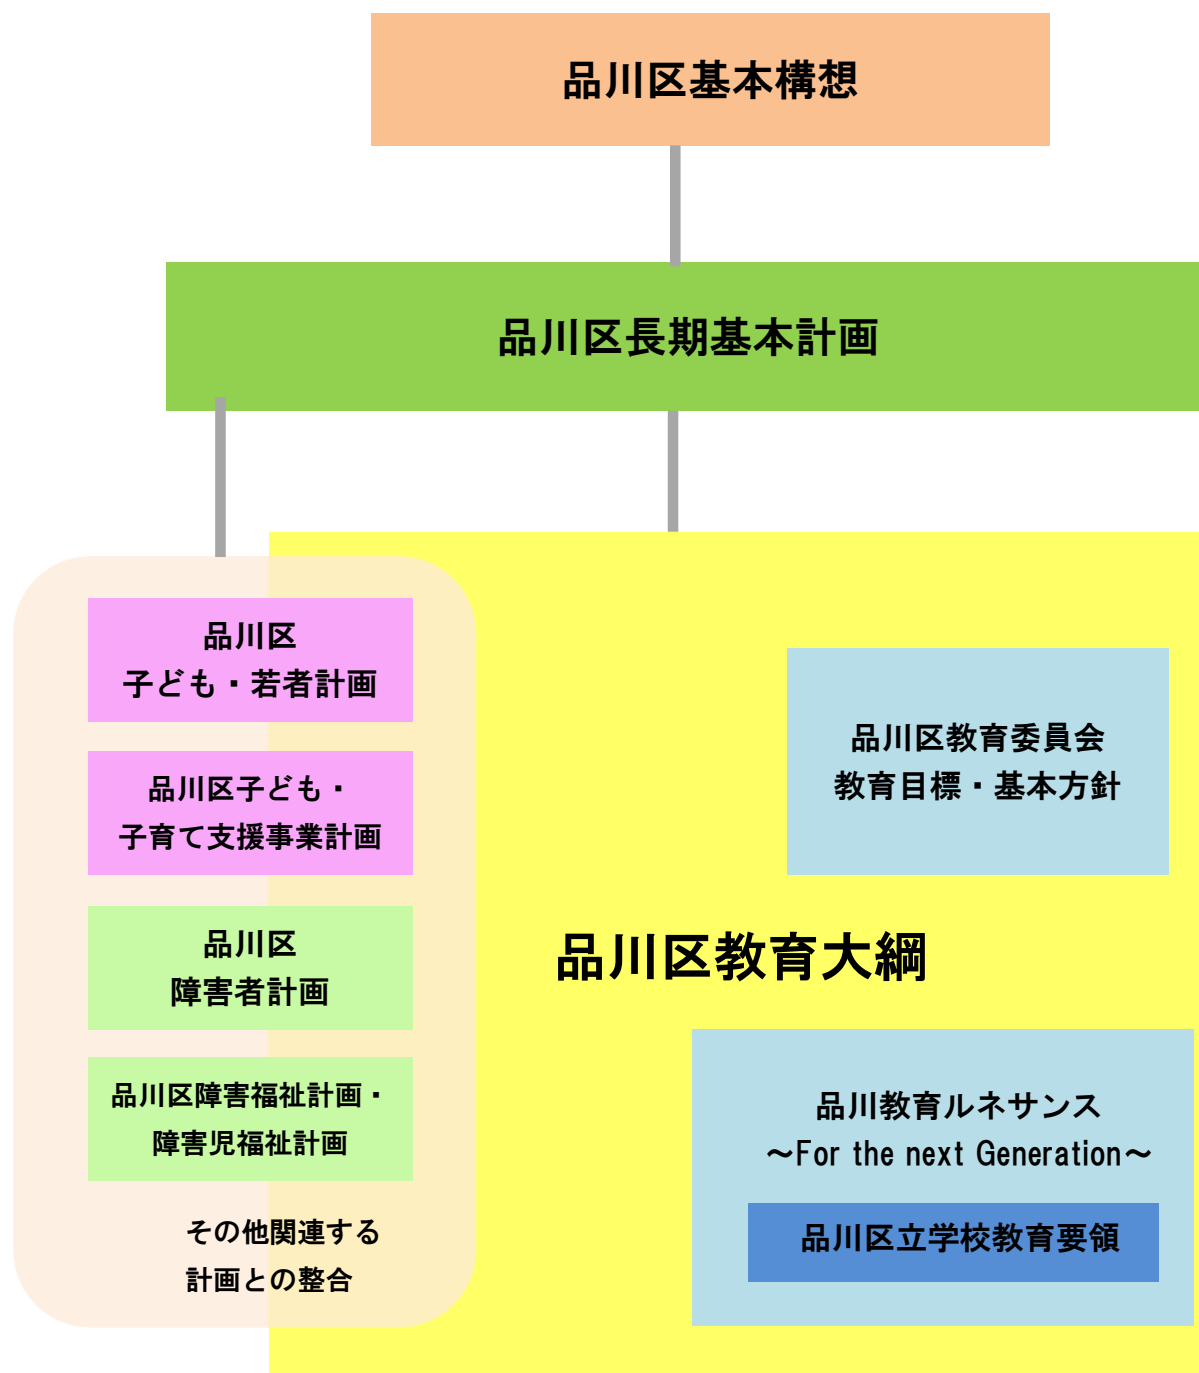 品川区基本構想
品川区長期基本計画
品川区
子ども・若者計画
品川区子ども・
子育て支援事業計画
品川区
障害者計画
品川区障害福祉計画・
障害児福祉計画
その他関連する
計画との整合
品川区教育委員会
教育目標・基本方針
品川区教育大綱
品川教育ルネサンス
～For the next Generation～
品川区立学校教育要領